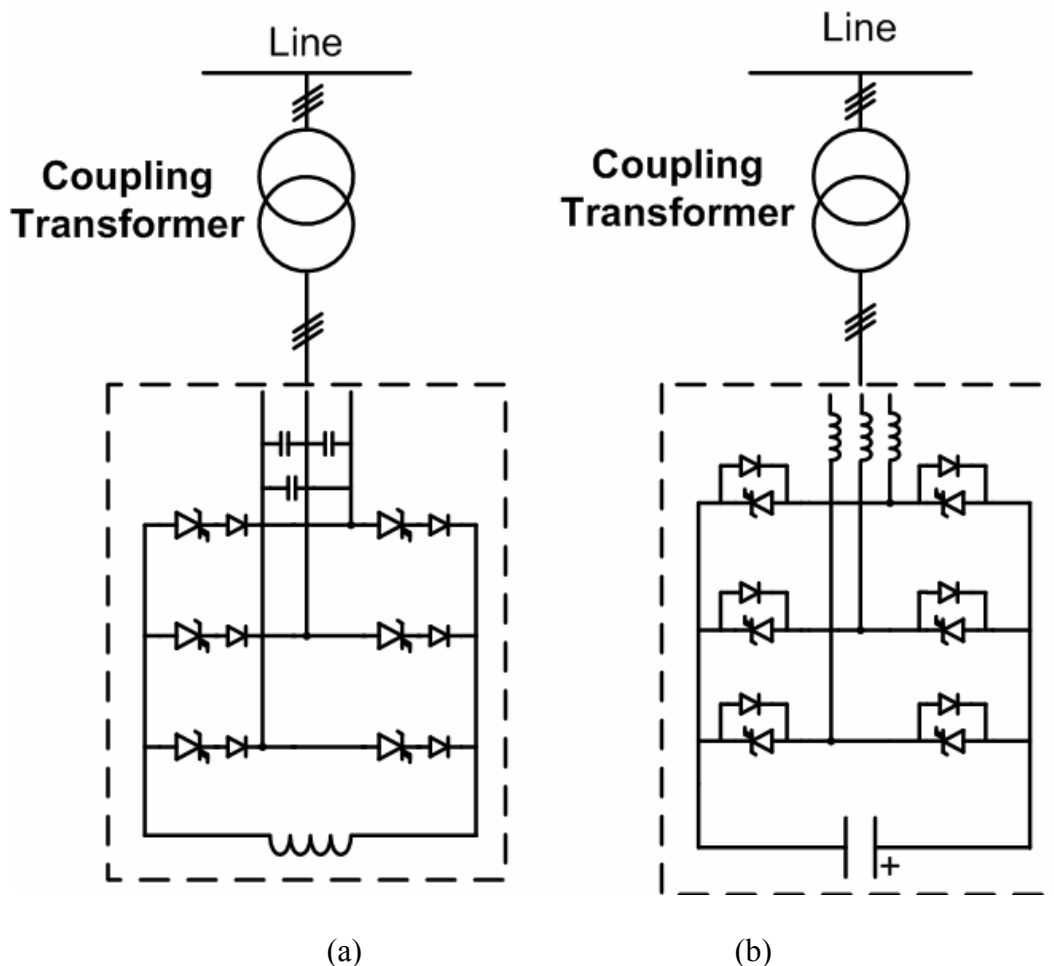 Line
Coupling
Transformer
Line
Coupling
Transformer
+
(a)
(b)